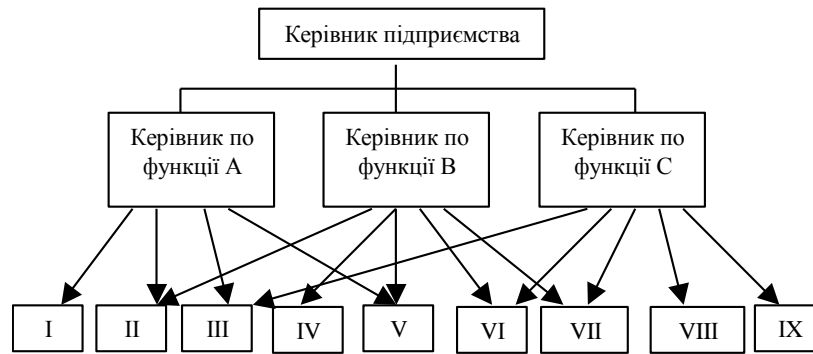 Керівник підприємства
Керівник по
функції А
Керівник по
функції В
Керівник по
функції С
I
II
III
IV
V
VI
VII
VIII
IX